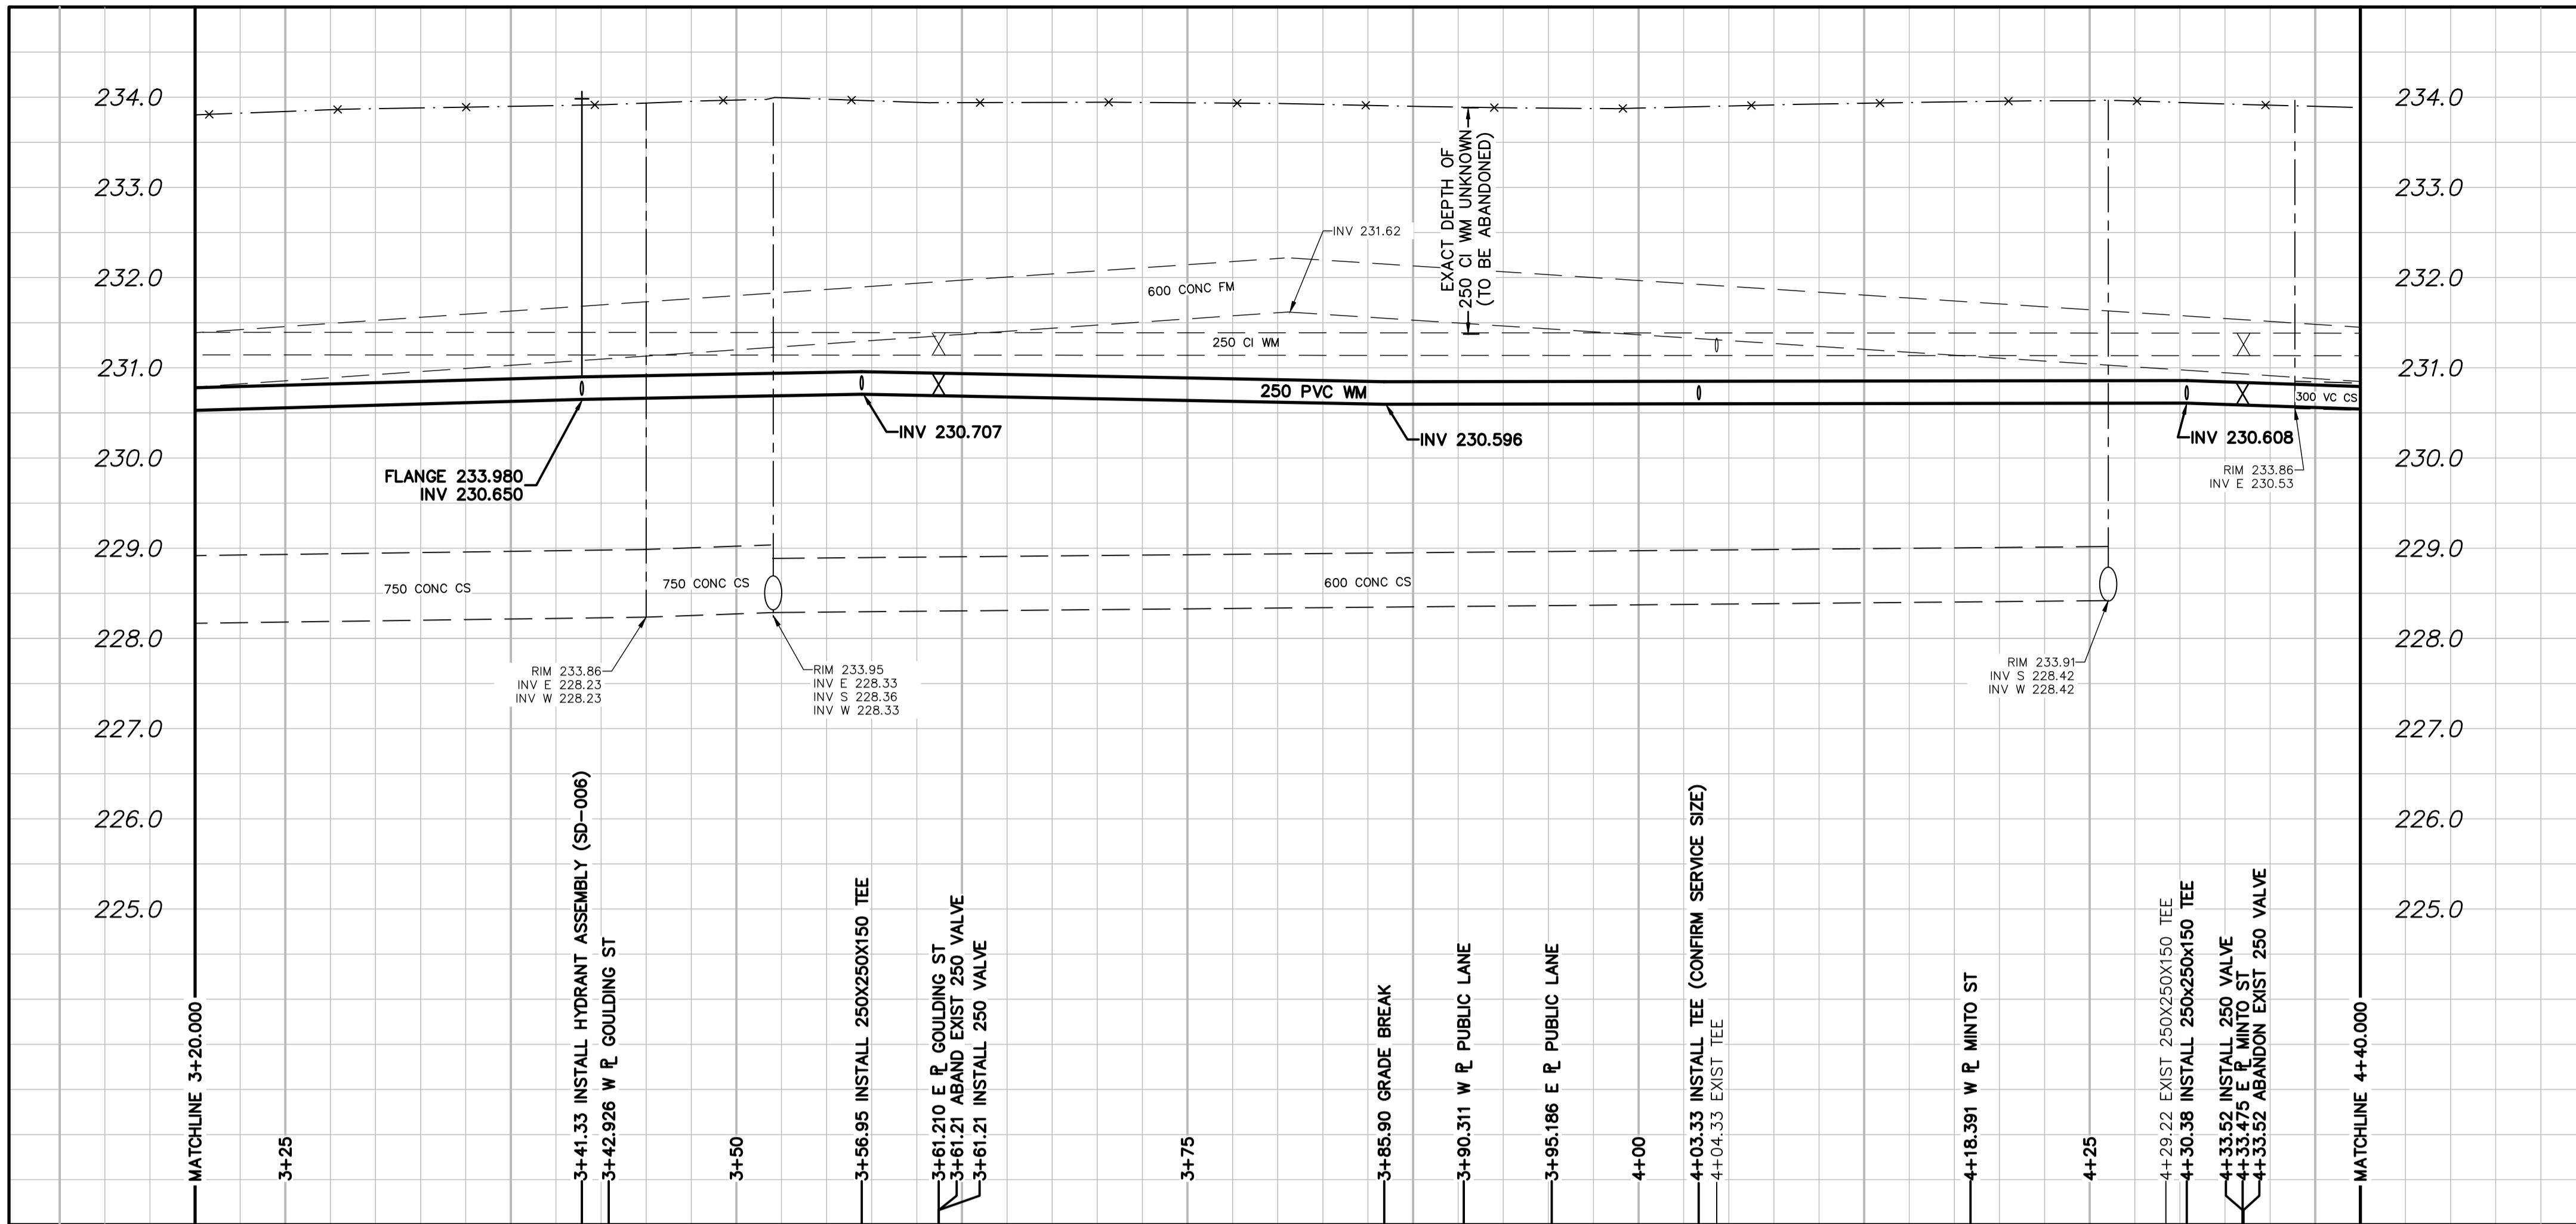 234.0
233.0
232.0
231.0
230.0
229.0
228.0
227.0
226.0
225.0
234.0
233.0
232.0
231.0
230.0
229.0
228.0
227.0
226.0
225.0
EXACT DEPTH OF
250 CI WM UNKNOWN
(TO BE ABANDONED)
INV 231.62
600 CONC FM
250 CI WM
250 PVC WM
300 VC CS
INV 230.707
INV 230.596
INV 230.608
FLANGE 233.980
INV 230.650
RIM 233.86
INV E 230.53
750 CONC CS
750 CONC CS
600 CONC CS
RIM 233.86
INV E 228.23
INV W 228.23
RIM 233.95
INV E 228.33
INV S 228.36
INV W 228.33
RIM 233.91
INV S 228.42
INV W 228.42
MATCHLINE 3+20.000
3+25
3+41.33 INSTALL HYDRANT ASSEMBLY (SD-006)
3+42.926 W PL GOULDING ST
3+50
3+56.95 INSTALL 250X250X150 TEE
3+61.210 E PL GOULDING ST
3+61.21 ABAND EXIST 250 VALVE
3+61.21 INSTALL 250 VALVE
3+75
3+85.90 GRADE BREAK
3+90.311 W PL PUBLIC LANE
3+95.186 E PL PUBLIC LANE
4+00
4+03.33 INSTALL TEE (CONFIRM SERVICE SIZE)
4+04.33 EXIST TEE
4+18.391 W PL MINTO ST
4+25
4+29.22 EXIST 250X250X150 TEE
4+30.38 INSTALL 250x250x150 TEE
4+33.52 INSTALL 250 VALVE
4+33.475 E PL MINTO ST
4+33.52 ABANDON EXIST 250 VALVE
MATCHLINE 4+40.000